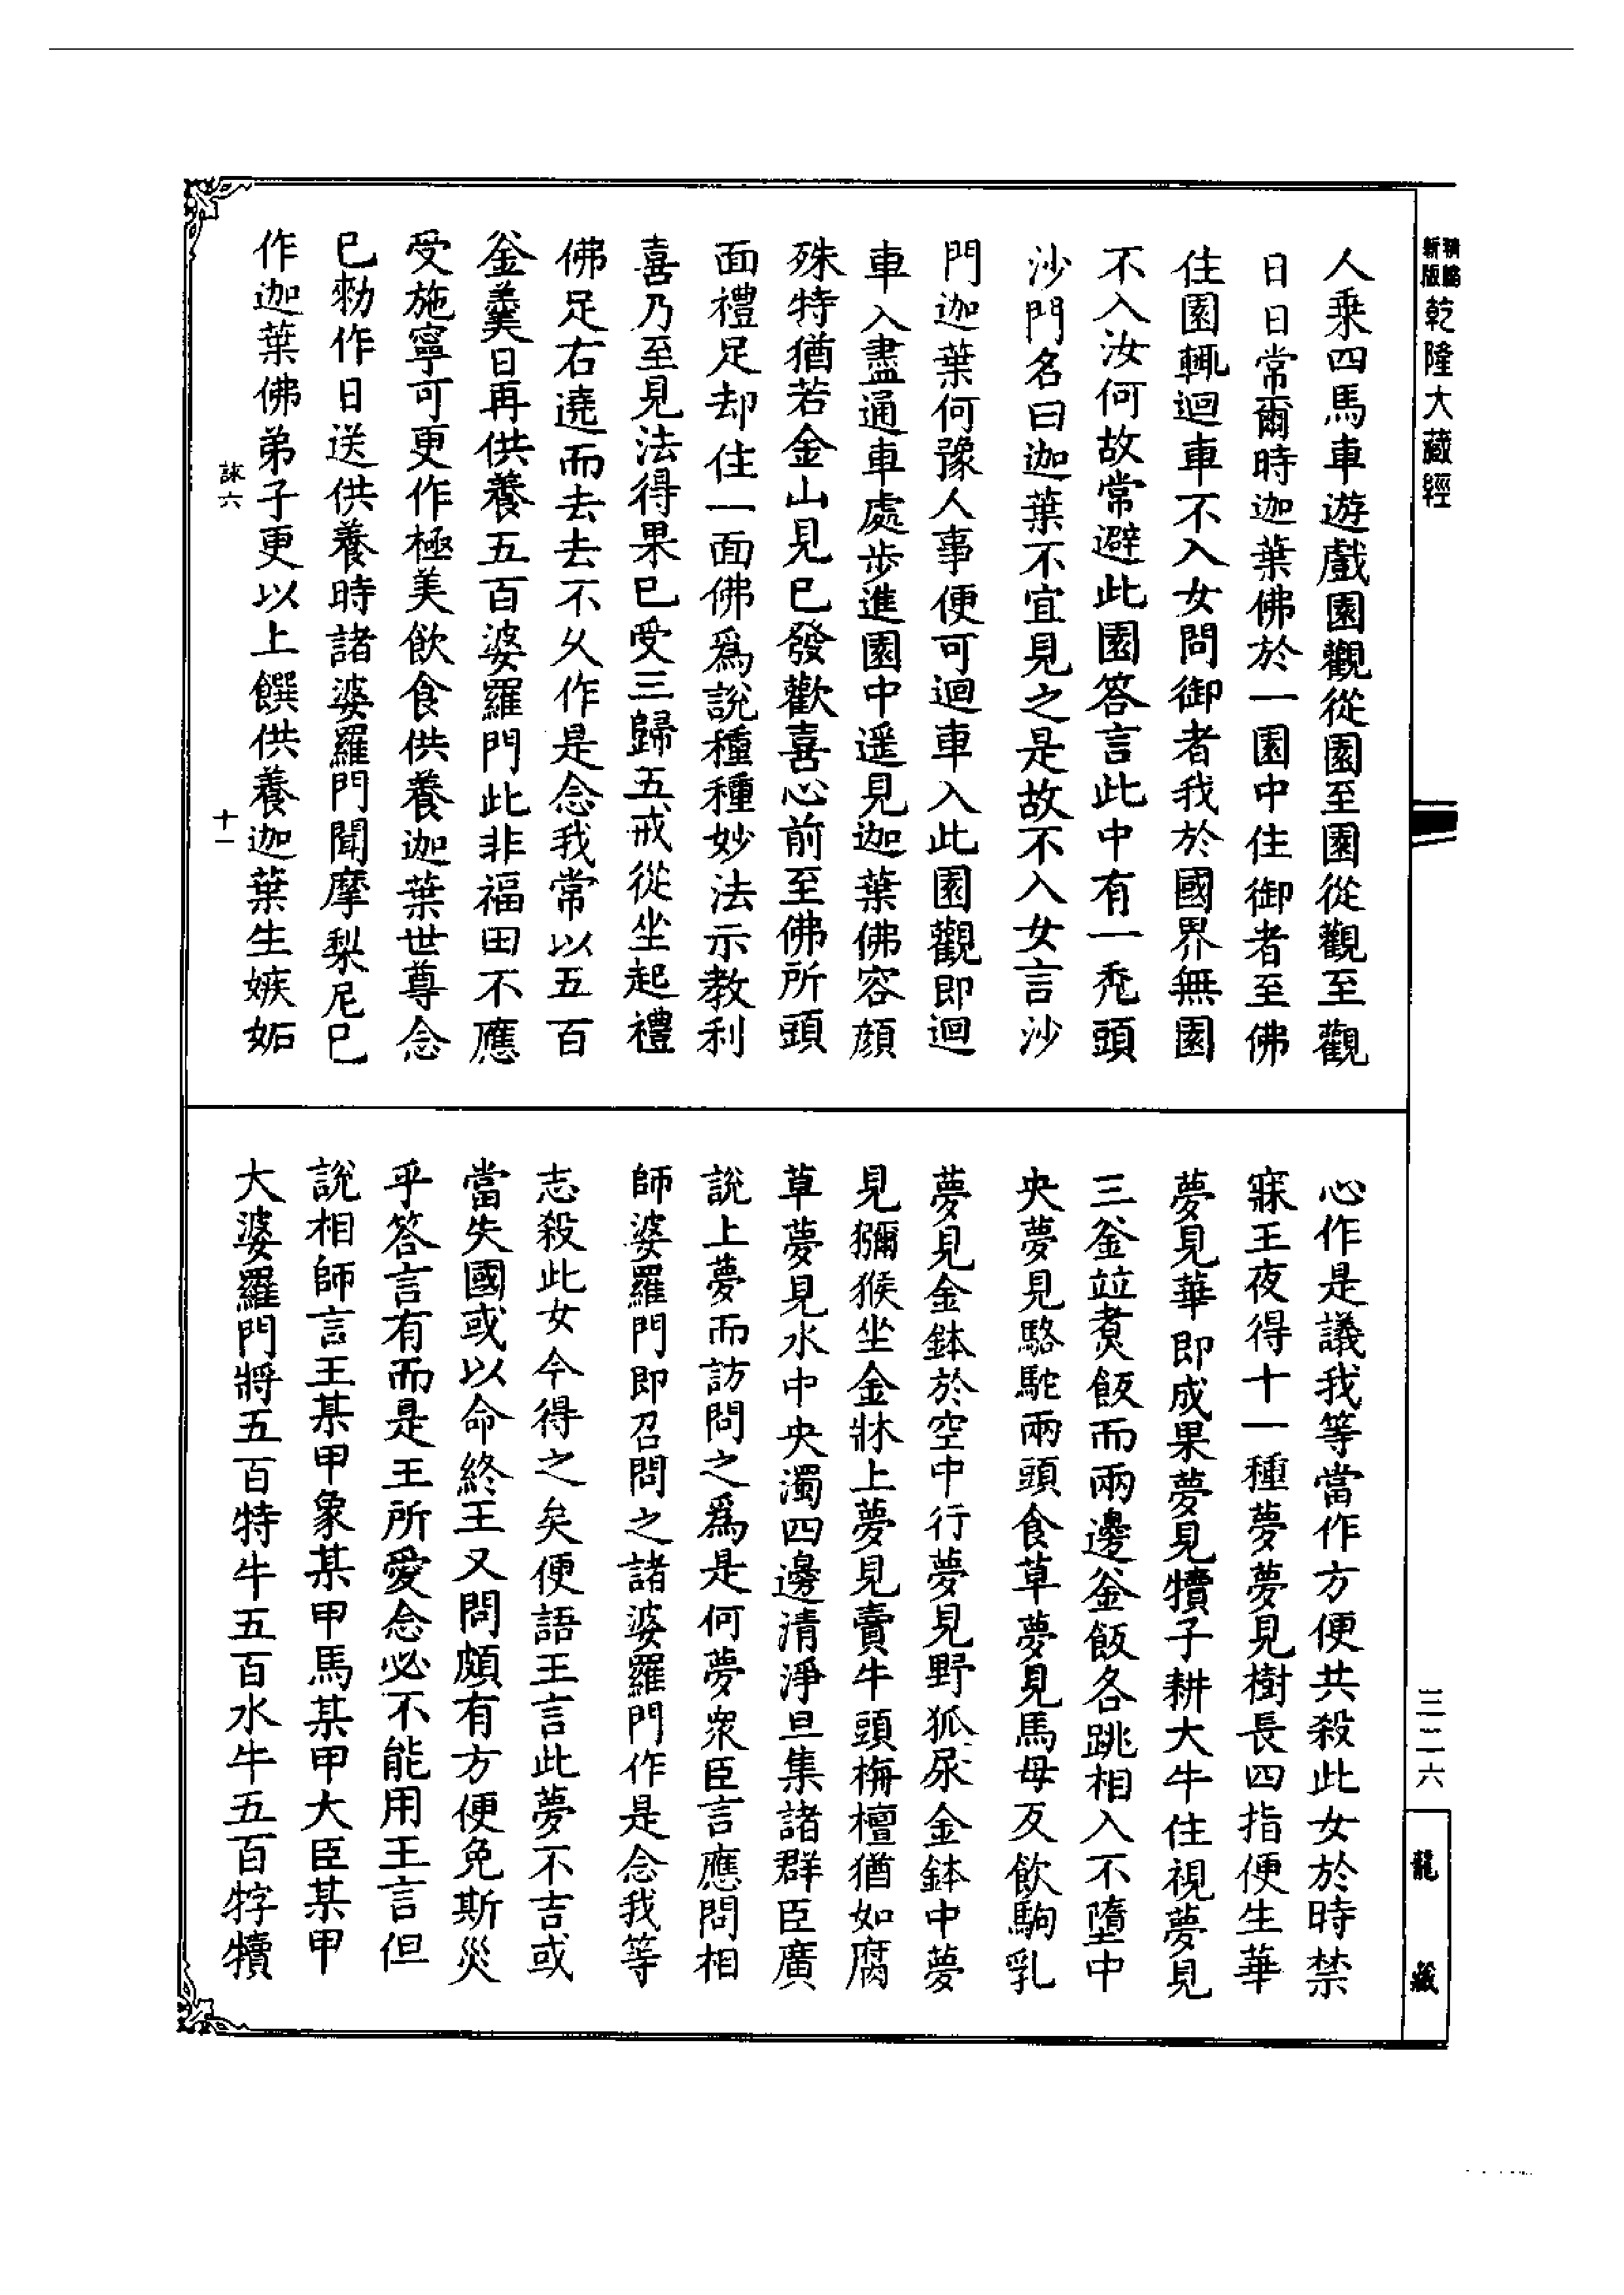 精編
新版
乾隆大藏經
人乘四馬車遊戲園觀從園至園從觀至觀
日日常爾時迦葉佛於一園中住御者至佛
住園輒迴車不入女問御者我於國界無園
不入汝何故常避此園答言此中有一禿頭
沙門名曰迦葉不宜見之是故不入女言沙
門迦葉何豫人事便可迴車入此園觀即迴
車入盡通車處步進園中遥見迦葉佛容顔
殊特猶若金山見已發歡喜心前至佛所頭
面禮足却住一面佛爲說種種妙法示教利
喜乃至見法得果已受三歸五戒從坐起禮
佛足右遶而去去不乆作是念我常以五百
釜羹日再供養五百婆羅門此非福田不應
受施寧可更作極美飲食供養迦葉世尊念
已勑作日送供養時諸婆羅門聞摩梨尼已
作迦葉佛弟子更以上饌供養迦葉生嫉妬
誄六
十一
心作是議我等當作方便共殺此女於時禁
寐王夜得十一種夢夢見樹長四指便生華
夢見華即成果夢見犢子耕大牛住視夢見
三釜竝煑飯而兩邊釜飯各跳相入不墮中
央夢見駱駝兩頭食草夢見馬母反飲駒乳
夢見金鉢於空中行夢見野狐尿金鉢中夢
見獼猴坐金牀上夢見賣牛頭栴檀猶如腐
草夢見水中央濁四邊清淨旦集諸群臣廣
說上夢而訪問之爲是何夢衆臣言應問相
師婆羅門即召問之諸婆羅門作是念我等
志殺此女今得之矣便語王言此夢不吉或
當失國或以命終王又問頗有方便免斯災
乎答言有而是王所愛念必不能用王言但
說相師言王某甲象某甲馬某甲大臣某甲
大婆羅門將五百特牛五百水牛五百牸犢
三二六
龍藏